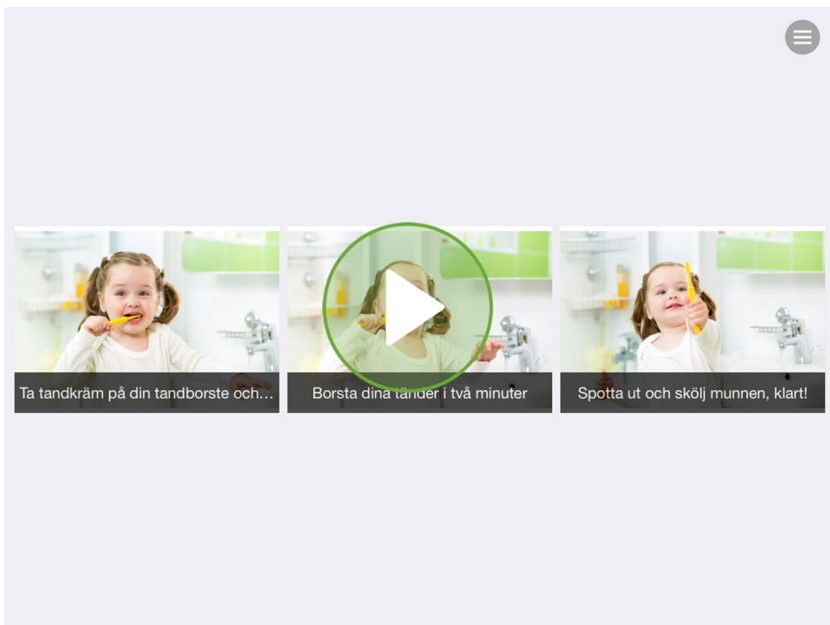 Ta tandkräm på din tandborste och…
Borsta dina tänder i två minuter
Spotta ut och skölj munnen, klart!